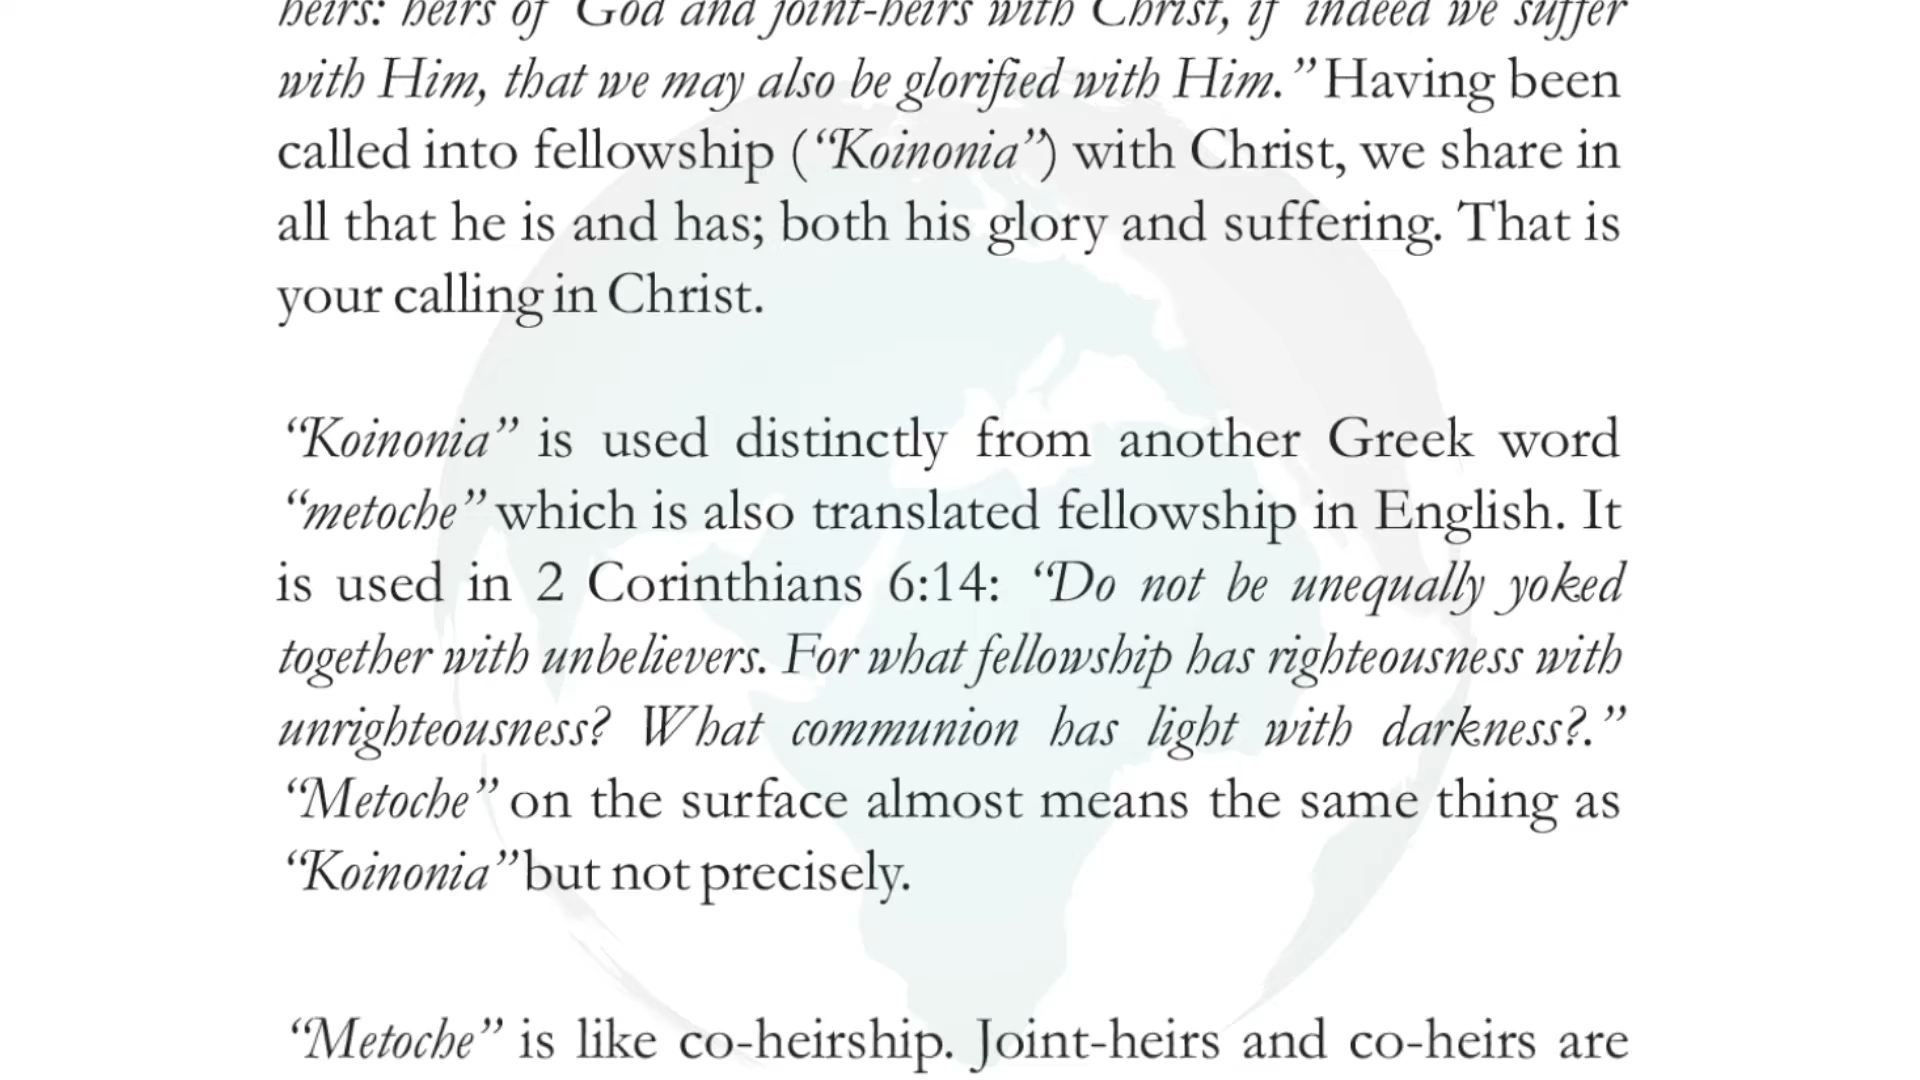 heirs: heirs of God and joint-heirs with Christ, if indeed we suffer
with Him, that we may also be glorified with Him.” Having been
called into fellowship (“Koinonia”) with Christ, we share in
all that he is and has; both his glory and suffering. That is
your calling in Christ.
“Koinonia” is used distinctly from another Greek word
“metoche” which is also translated fellowship in English. It
is used in 2 Corinthians 6:14: “Do not be unequally yoked
together with unbelievers. For what fellowship has righteousness with
unrighteousness? What communion has light with darkness?.”
“Metoche” on the surface almost means the same thing as
“Koinonia” but not precisely.
“Metoche” is like co-heirship. Joint-heirs and co-heirs are